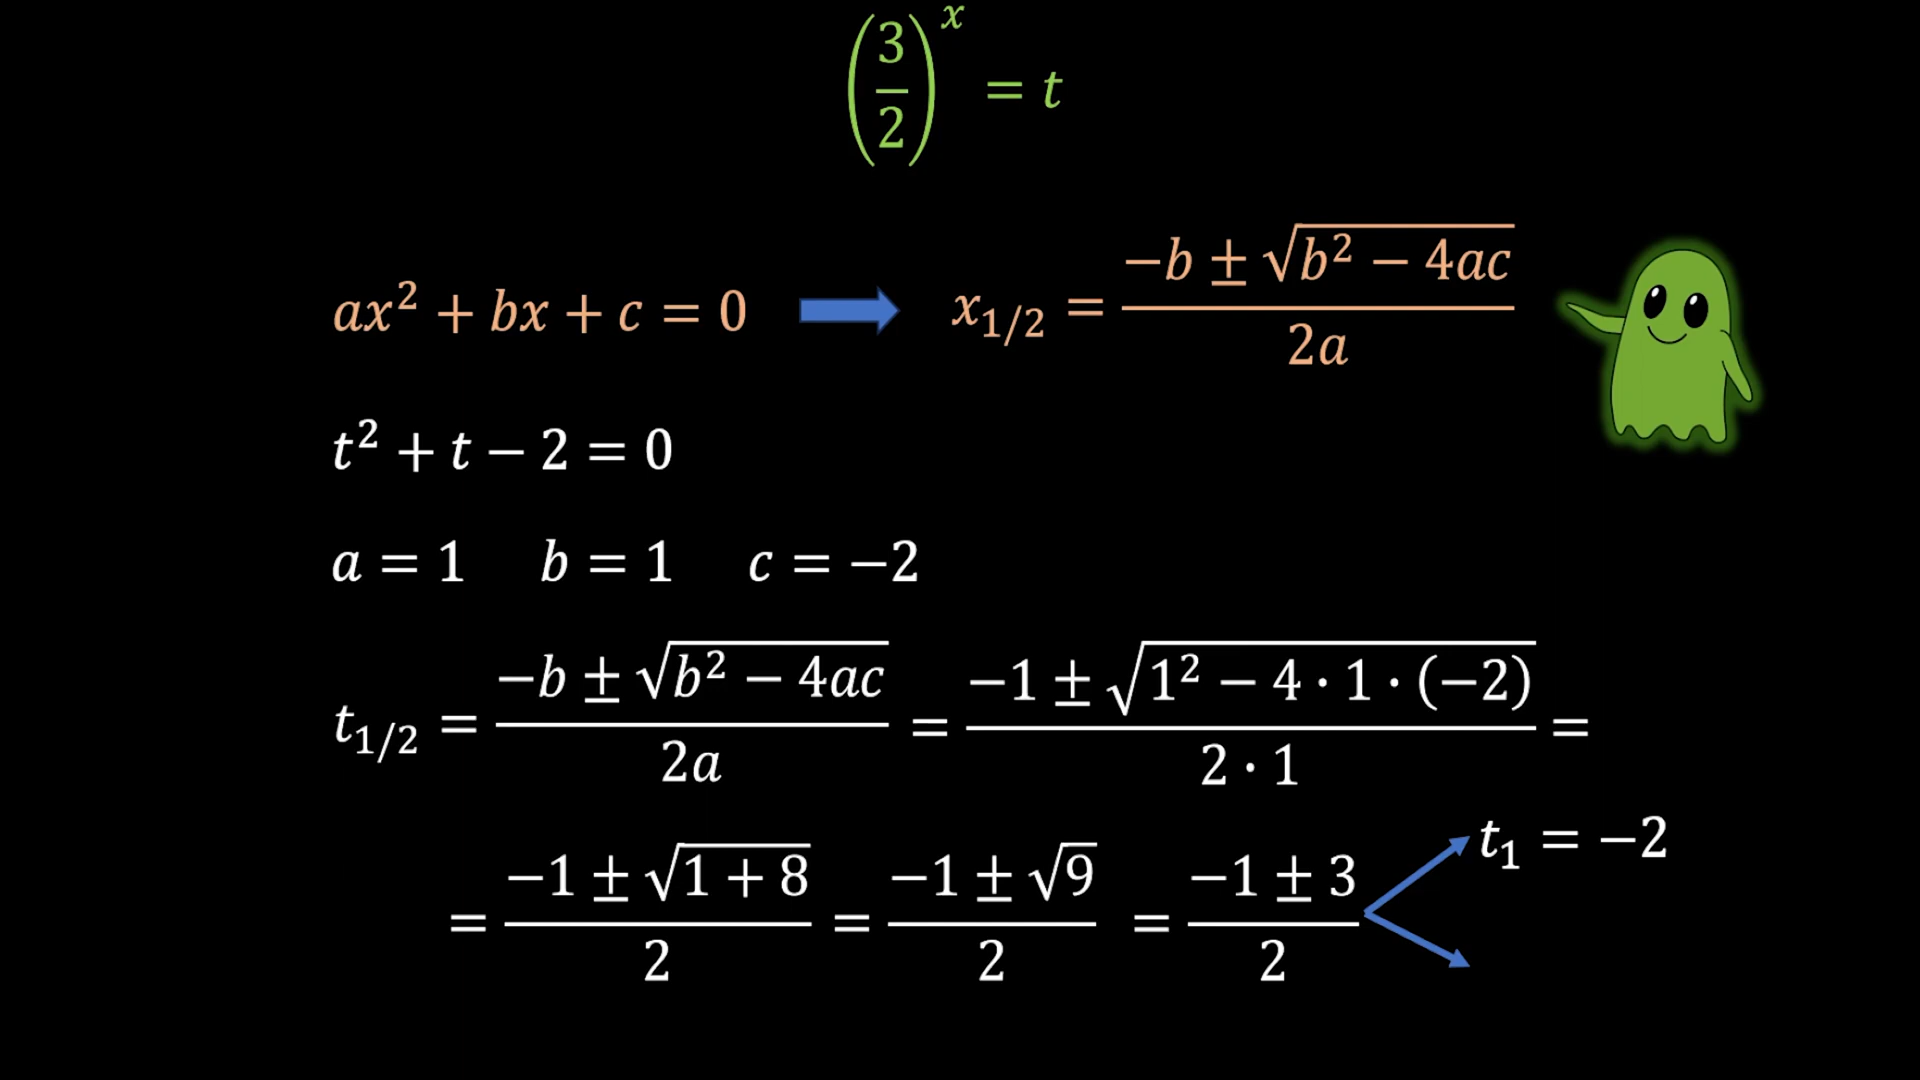 (3/2)^x = t
ax² + bx + c = 0 x_{1/2} = (−b ± √(b² − 4ac))/(2a)
t² + t − 2 = 0
a = 1 b = 1 c = −2
t_{1/2} = (−b ± √(b² − 4ac))/(2a) = (−1 ± √(1² − 4 · 1 · (−2)))/(2 · 1) =
= (−1 ± √(1 + 8))/2 = (−1 ± √9)/2 = (−1 ± 3)/2 t₁ = −2